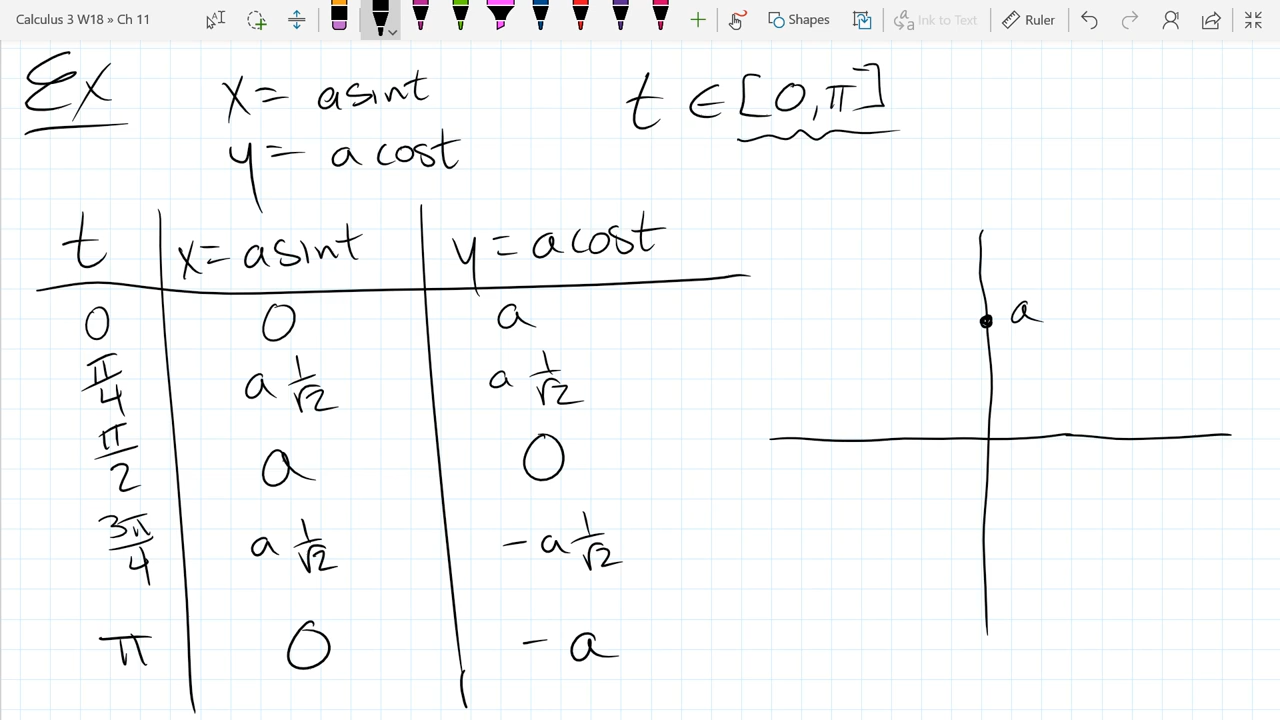 Calculus 3 W18 » Ch 11
Ink to Text
Shapes
Ruler
Ex x = a sint t ∈ [0, π]
y = a cost
t x = a sint y = a cost
0 0 a
π/4 a 1/√2 a 1/√2
π/2 a 0
3π/4 a 1/√2 - a 1/√2
π 0 - a
a